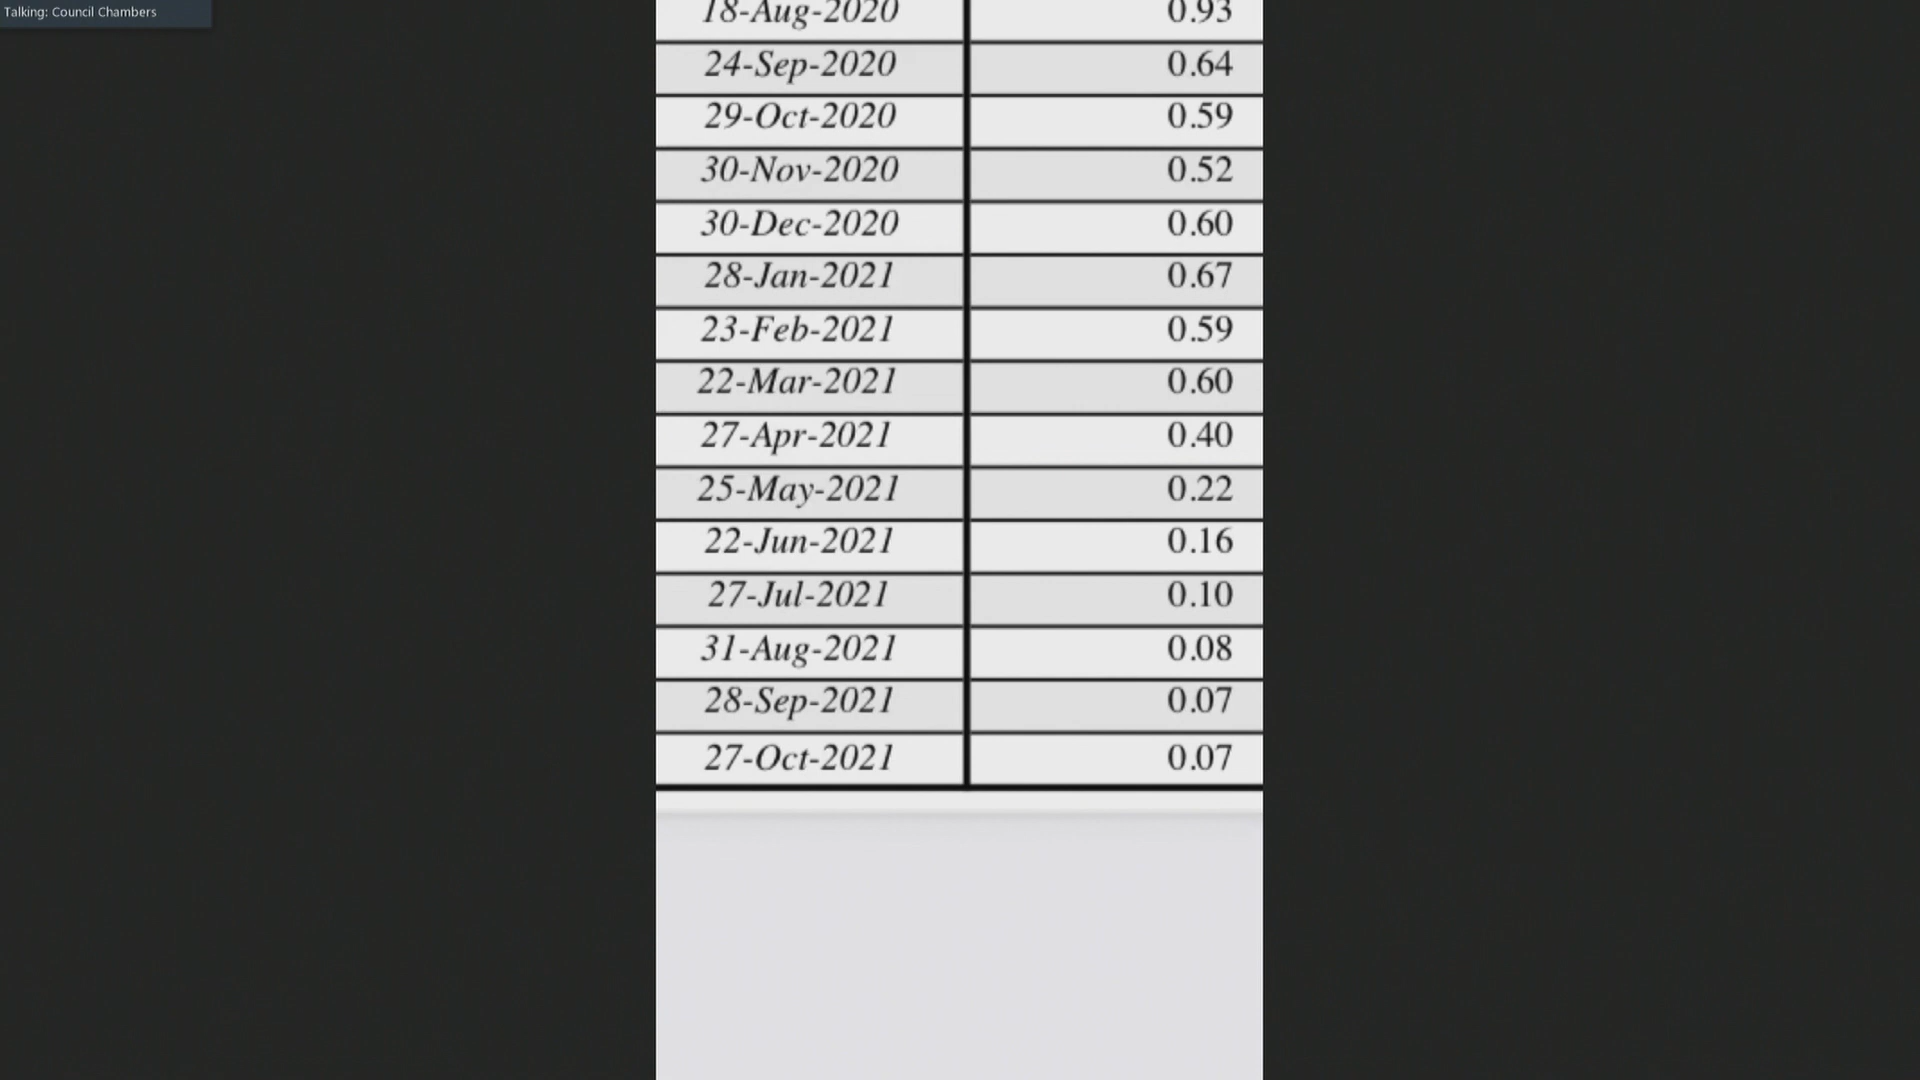 Talking: Council Chambers
18-Aug-2020 0.93
24-Sep-2020 0.64
29-Oct-2020 0.59
30-Nov-2020 0.52
30-Dec-2020 0.60
28-Jan-2021 0.67
23-Feb-2021 0.59
22-Mar-2021 0.60
27-Apr-2021 0.40
25-May-2021 0.22
22-Jun-2021 0.16
27-Jul-2021 0.10
31-Aug-2021 0.08
28-Sep-2021 0.07
27-Oct-2021 0.07